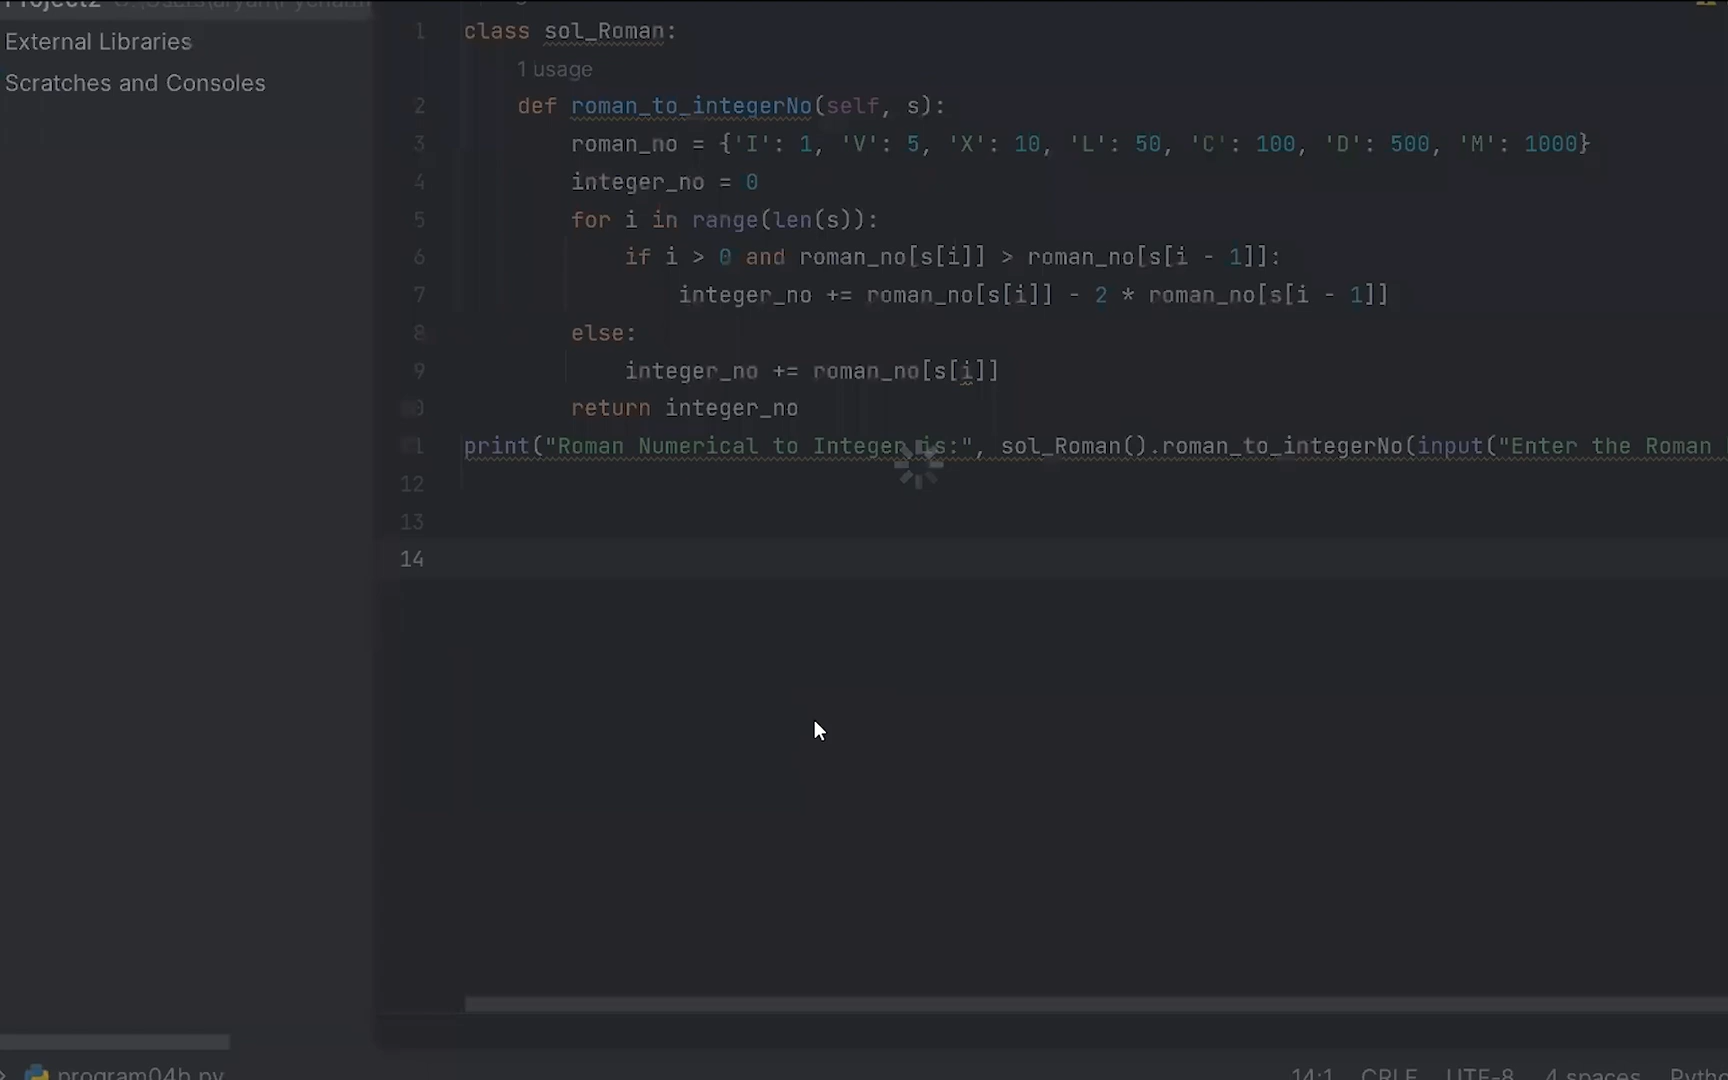 Project2
External Libraries
Scratches and Consoles
1 class sol_Roman:
1 usage
2 def roman_to_integerNo(self, s):
3 roman_no = {'I': 1, 'V': 5, 'X': 10, 'L': 50, 'C': 100, 'D': 500, 'M': 1000}
4 integer_no = 0
5 for i in range(len(s)):
6 if i > 0 and roman_no[s[i]] > roman_no[s[i - 1]]:
7 integer_no += roman_no[s[i]] - 2 * roman_no[s[i - 1]]
8 else:
9 integer_no += roman_no[s[i]]
10 return integer_no
11 print("Roman Numerical to Integer is:", sol_Roman().roman_to_integerNo(input("Enter the Roman
12
13
14
program04b.py
14:1 CRLF UTF-8 4 spaces